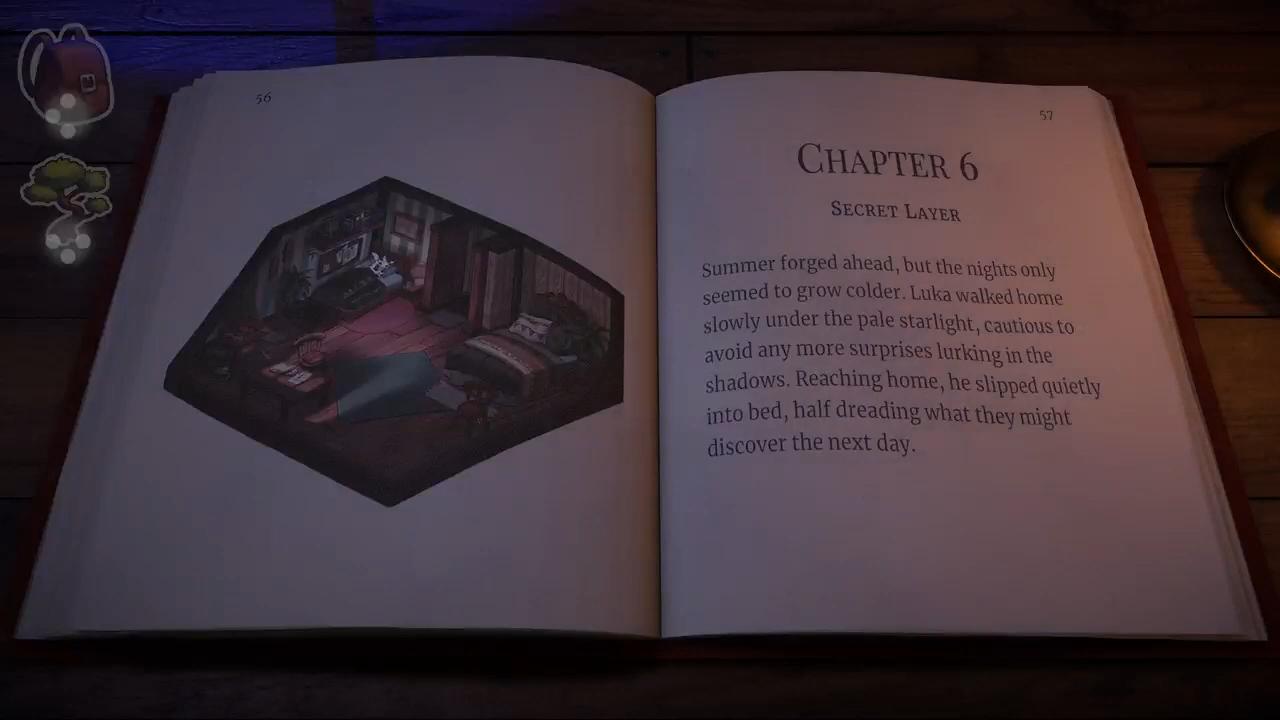 56
57
Chapter 6
Secret Layer
Summer forged ahead, but the nights only
seemed to grow colder. Luka walked home
slowly under the pale starlight, cautious to
avoid any more surprises lurking in the
shadows. Reaching home, he slipped quietly
into bed, half dreading what they might
discover the next day.